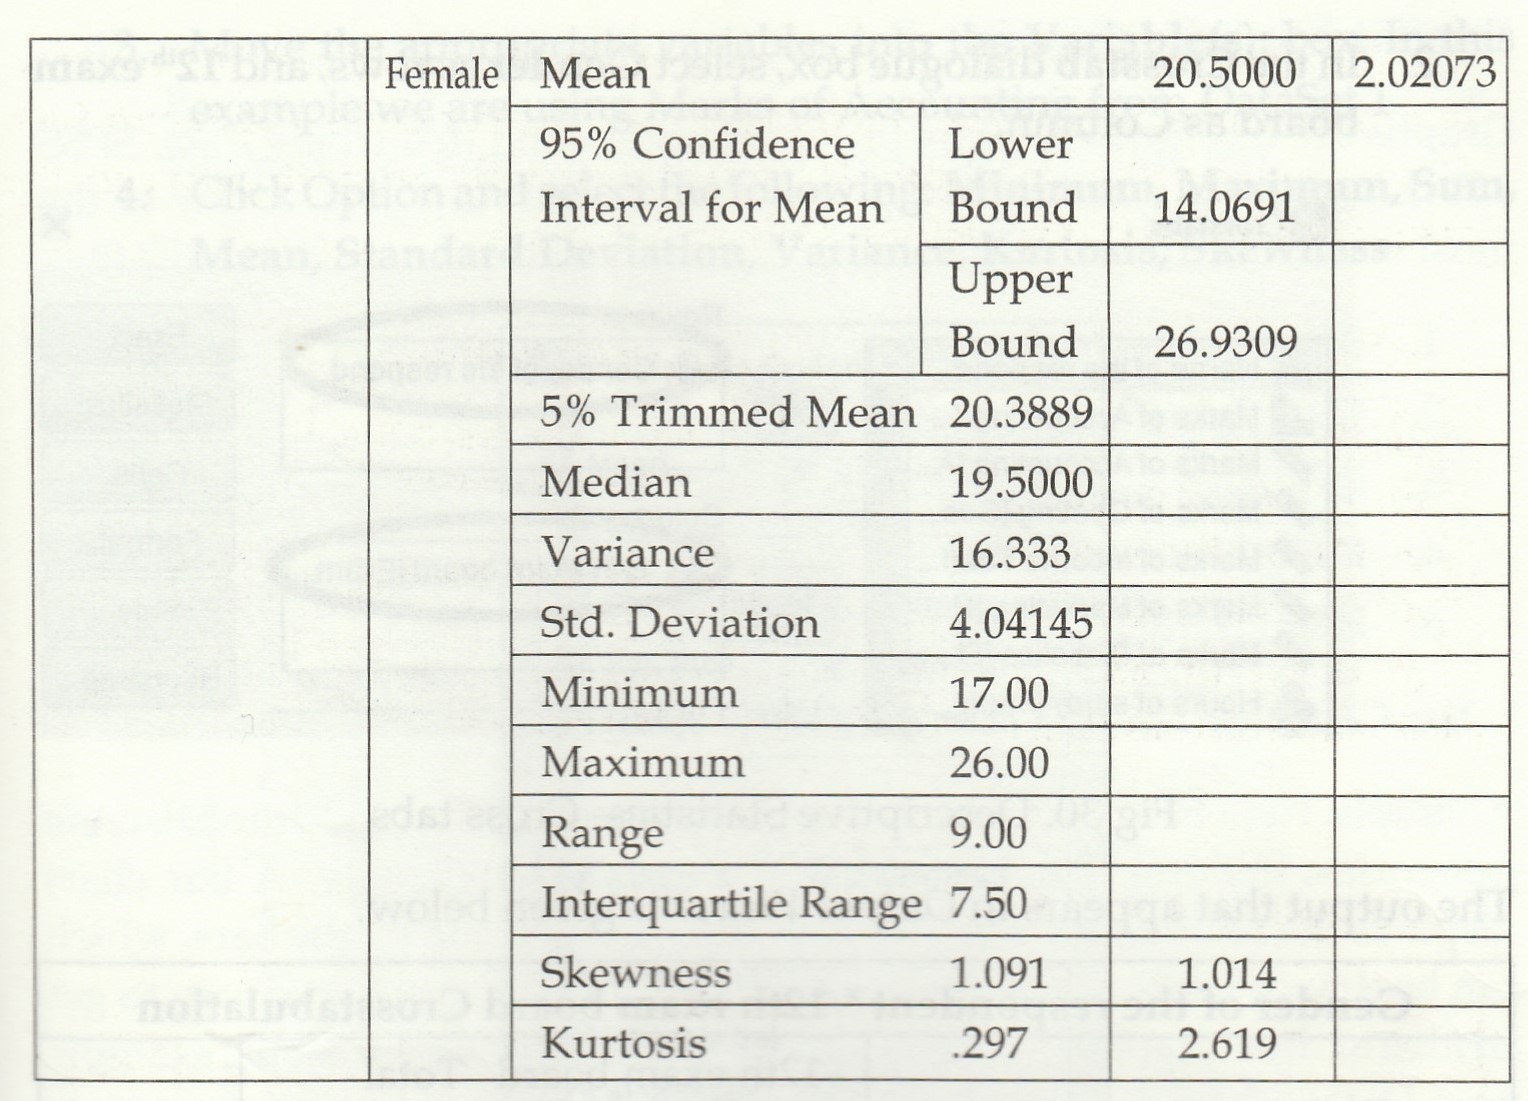 Female Mean 20.5000 2.02073
95% Confidence Lower
Interval for Mean Bound 14.0691
Upper
Bound 26.9309
5% Trimmed Mean 20.3889
Median 19.5000
Variance 16.333
Std. Deviation 4.04145
Minimum 17.00
Maximum 26.00
Range 9.00
Interquartile Range 7.50
Skewness 1.091 1.014
Kurtosis .297 2.619